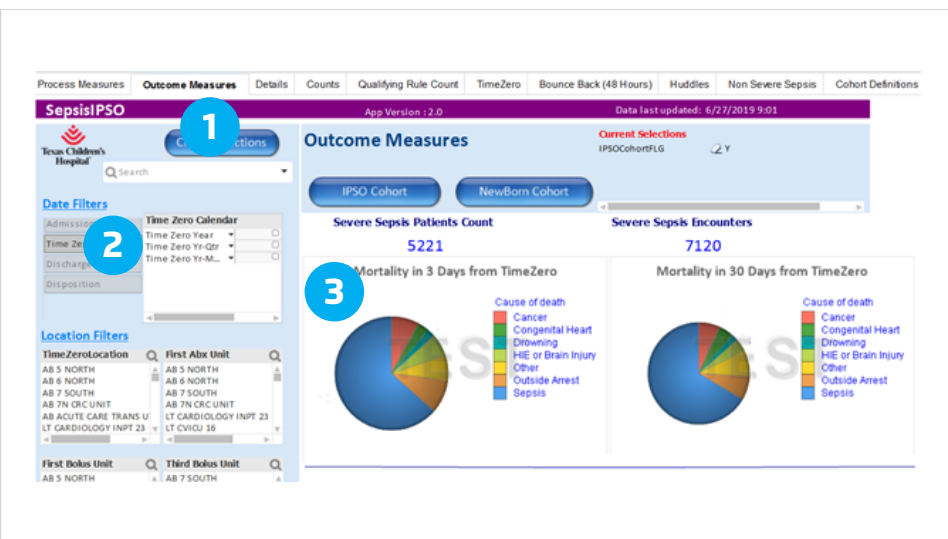 Process Measures Outcome Measures Details Counts Qualifying Rule Count TimeZero Bounce Back (48 Hours) Huddles Non Severe Sepsis Cohort Definitions
SepsisIPSO App Version : 2.0 Data last updated: 6/27/2019 9:01
1
Texas Children's
Hospital
Search
Outcome Measures
Current Selections
IPSOCohortFLG Y
IPSO Cohort NewBorn Cohort
Date Filters
Admission
Time Ze
Discharge
Disposition
2
Time Zero Calendar
Time Zero Year
Time Zero Yr-Qtr
Time Zero Yr-M...
Severe Sepsis Patients Count
5221
Severe Sepsis Encounters
7120
3
Mortality in 3 Days from TimeZero
Cause of death
Cancer
Congenital Heart
Drowning
HIE or Brain Injury
Other
Outside Arrest
Sepsis
Mortality in 30 Days from TimeZero
Cause of death
Cancer
Congenital Heart
Drowning
HIE or Brain Injury
Other
Outside Arrest
Sepsis
Location Filters
TimeZeroLocation
AB 5 NORTH
AB 6 NORTH
AB 7 SOUTH
AB 7N CRC UNIT
AB ACUTE CARE TRANS U
LT CARDIOLOGY INPT 23
First Abx Unit
AB 5 NORTH
AB 6 NORTH
AB 7 SOUTH
AB 7N CRC UNIT
LT CARDIOLOGY INPT 23
LT CVICU 16
First Bolus Unit
AB 5 NORTH
Third Bolus Unit
AB 7 SOUTH